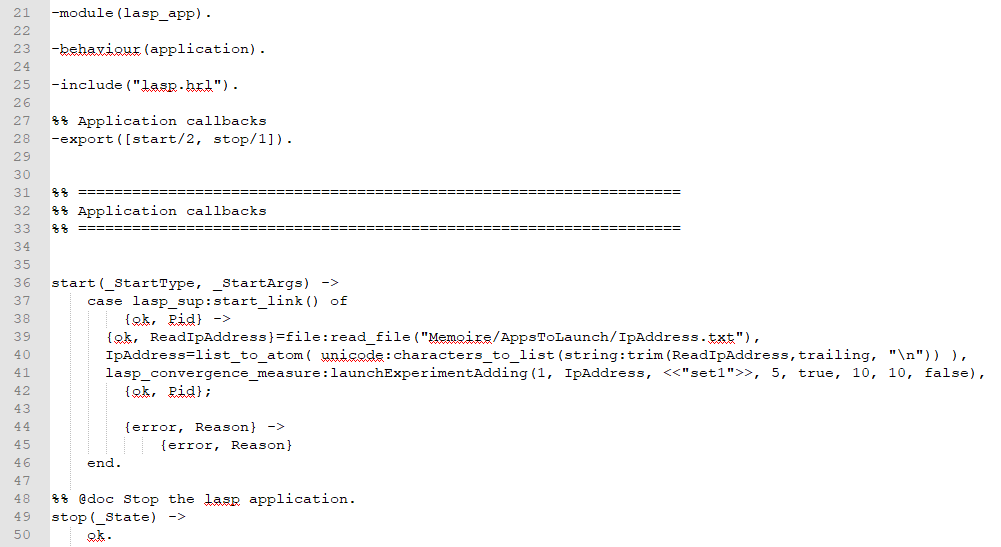 21 -module(lasp_app).
22
23 -behaviour(application).
24
25 -include("lasp.hrl").
26
27 %% Application callbacks
28 -export([start/2, stop/1]).
29
30
31 %% ===================================================================
32 %% Application callbacks
33 %% ===================================================================
34
35
36 start(_StartType, _StartArgs) ->
37     case lasp_sup:start_link() of
38         {ok, Pid} ->
39       {ok, ReadIpAddress}=file:read_file("Memoire/AppsToLaunch/IpAddress.txt"),
40       IpAddress=list_to_atom( unicode:characters_to_list(string:trim(ReadIpAddress,trailing, "\n")) ),
41       lasp_convergence_measure:launchExperimentAdding(1, IpAddress, <<"set1">>, 5, true, 10, 10, false),
42         {ok, Pid};
43
44         {error, Reason} ->
45             {error, Reason}
46     end.
47
48 %% @doc Stop the lasp application.
49 stop(_State) ->
50     ok.